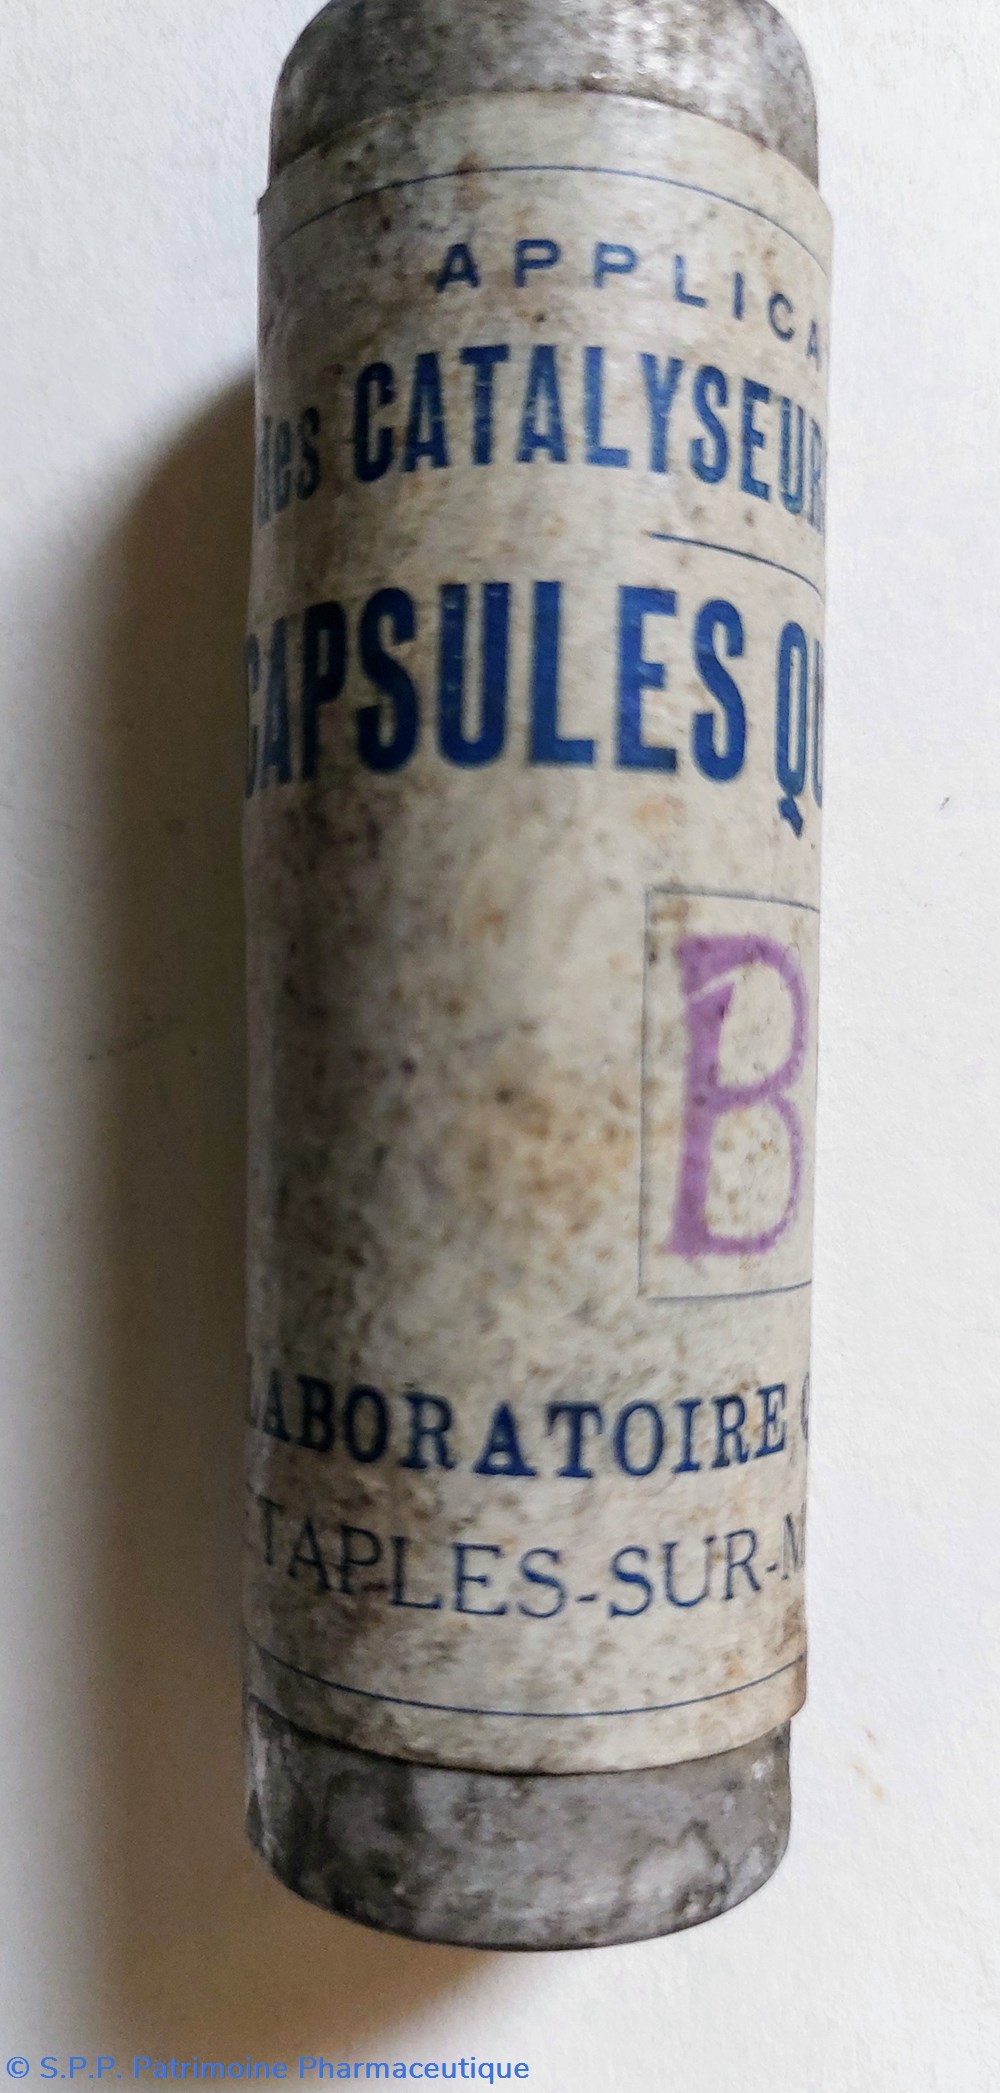 APPLICA
des CATALYSEUR
CAPSULES QU
B
LABORATOIRE
TAPLES-SUR-M
© S.P.P. Patrimoine Pharmaceutique